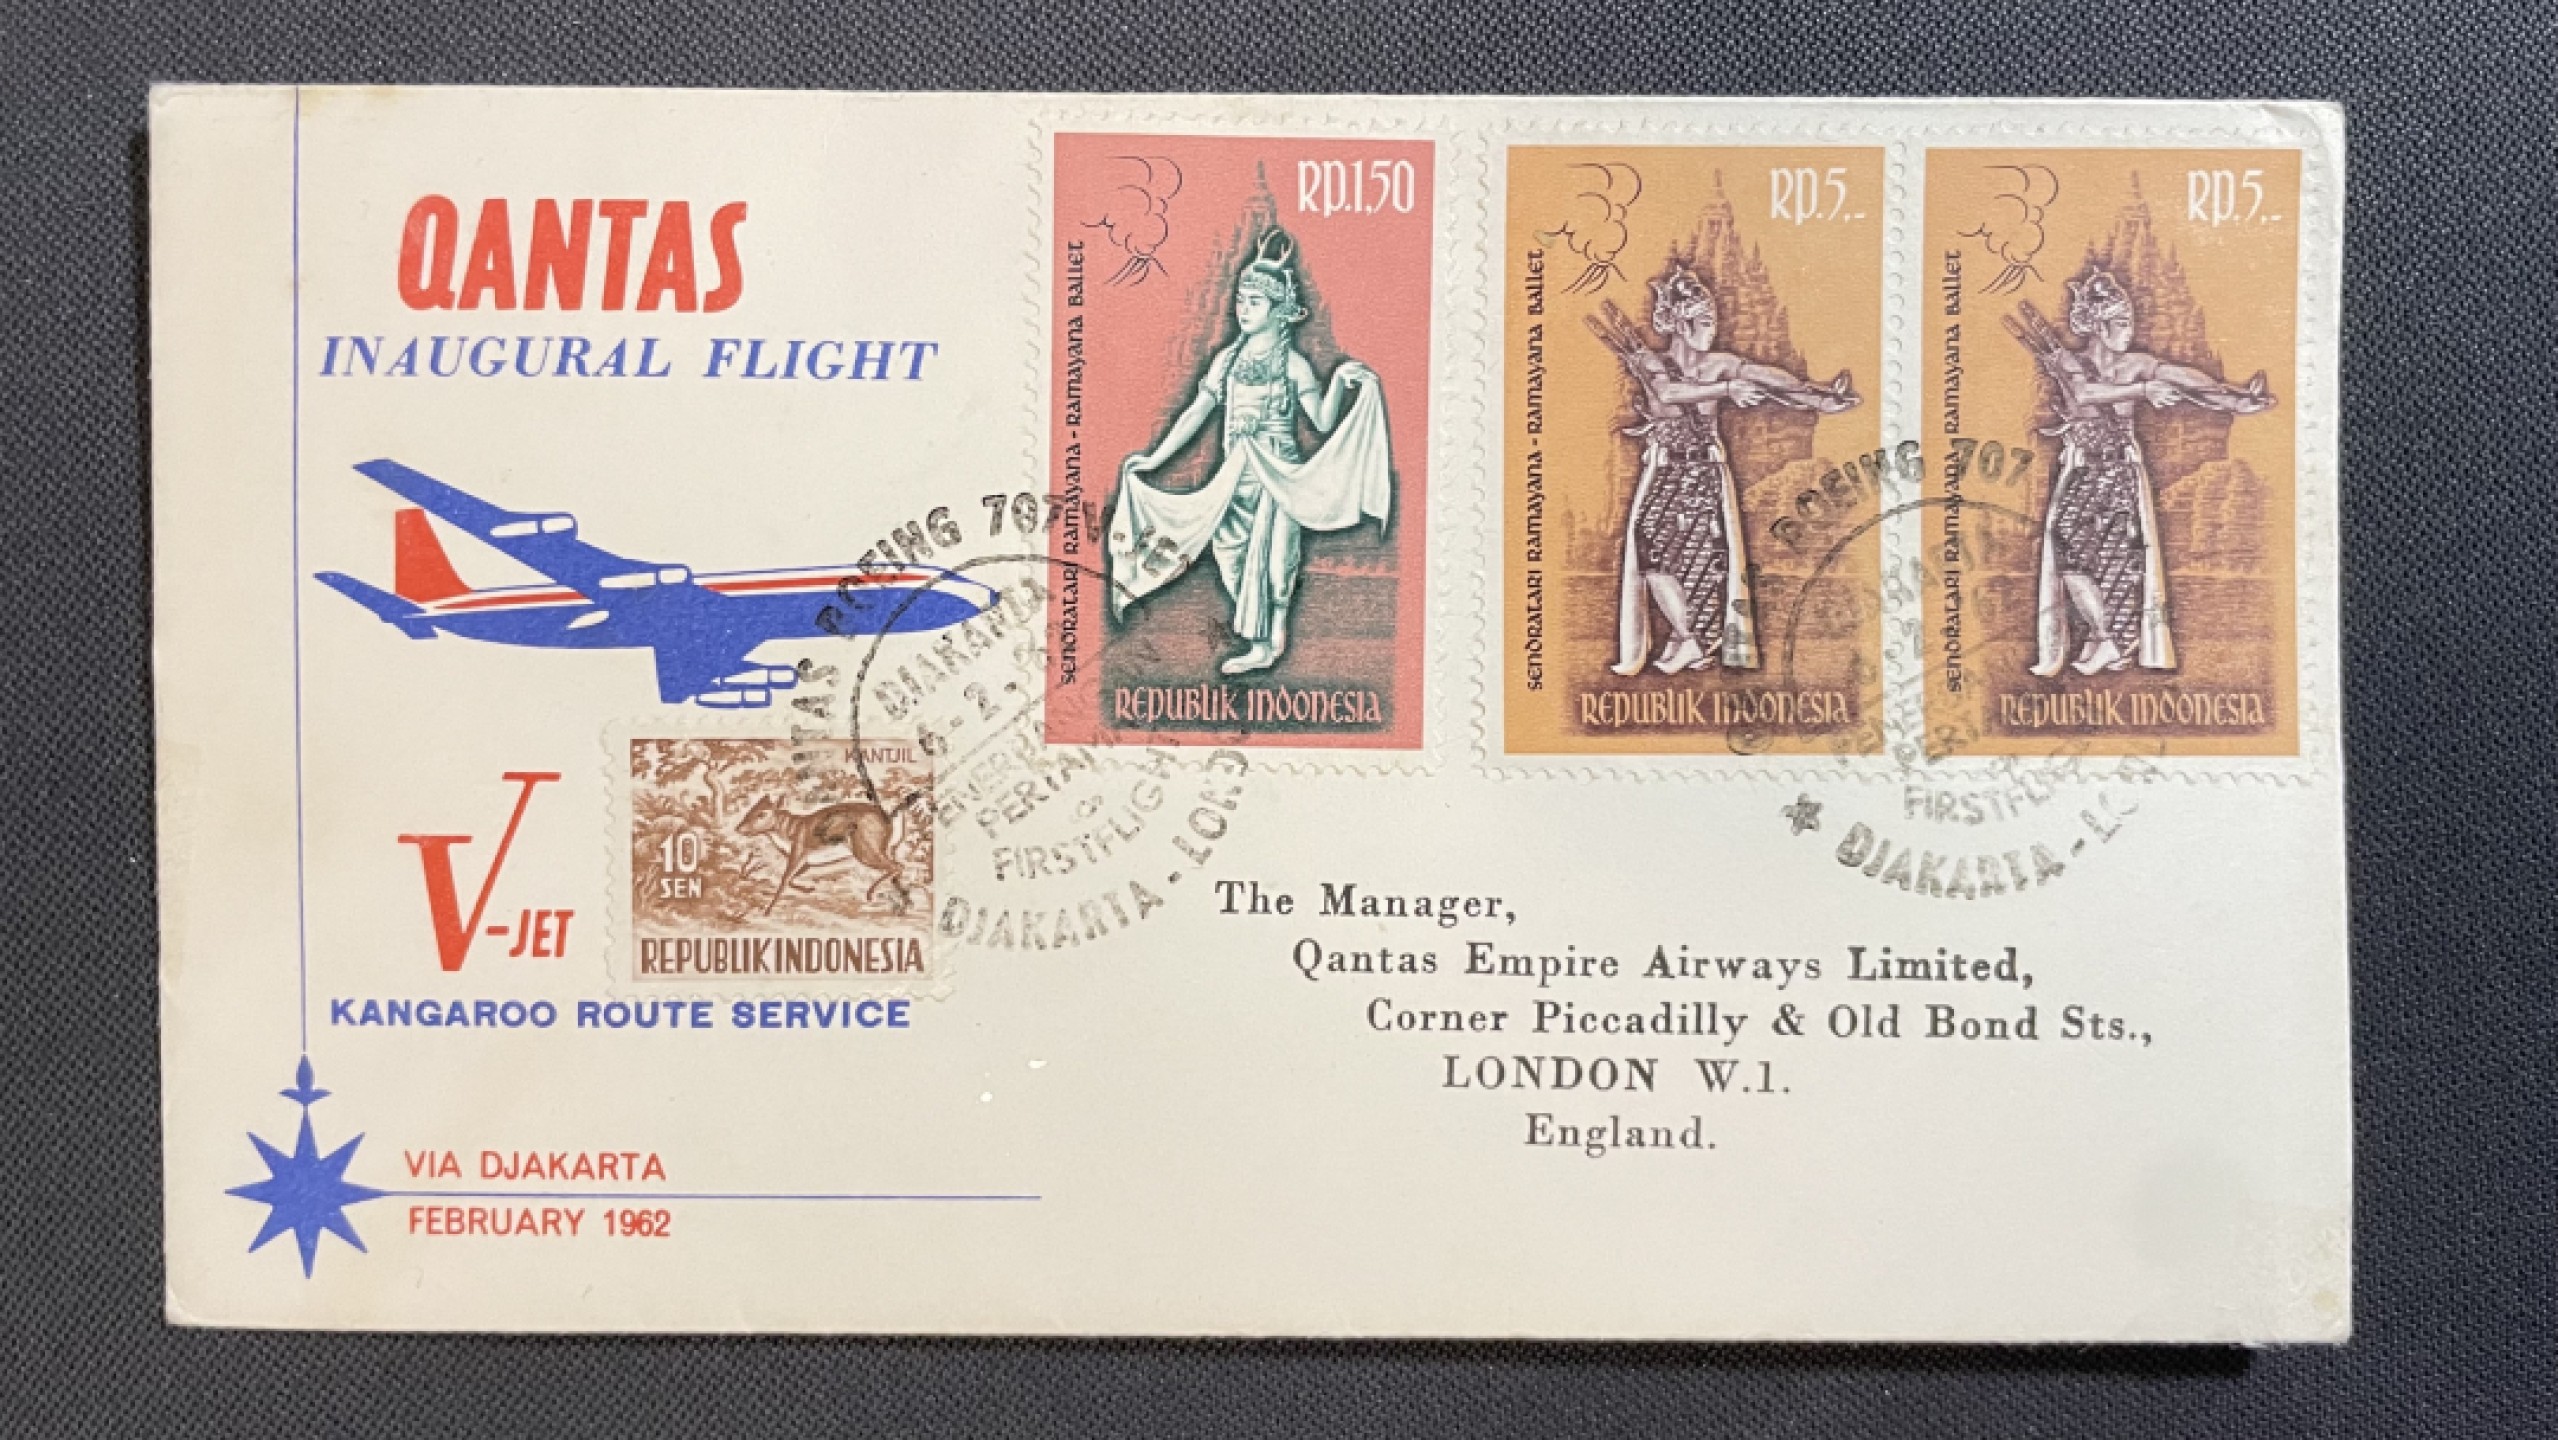 QANTAS
INAUGURAL FLIGHT
V-JET
KANGAROO ROUTE SERVICE
VIA DJAKARTA
FEBRUARY 1962
KANTJIL
10
SEN
REPUBLIK INDONESIA
RP.1,50
SENDRATARI RAMAYANA - RAMAYANA BALLET
REPUBLIK INDONESIA
RP.5,-
SENDRATARI RAMAYANA - RAMAYANA BALLET
REPUBLIK INDONESIA
RP.5,-
SENDRATARI RAMAYANA - RAMAYANA BALLET
REPUBLIK INDONESIA
BOEING 707
DJAKARTA
PERTAMA
FIRSTFLIGHT
DJAKARTA - LOND
BOEING 707
DJAKARTA
DJAKARTA - LO
The Manager,
Qantas Empire Airways Limited,
Corner Piccadilly & Old Bond Sts.,
LONDON W.1.
England.